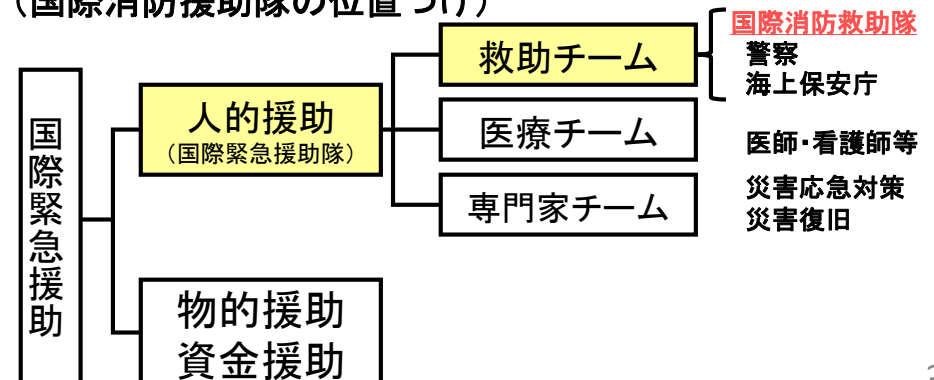 （国際消防援助隊の位置づけ）
国際緊急援助
人的援助
（国際緊急援助隊）
救助チーム
国際消防救助隊
警察
海上保安庁
医療チーム
医師・看護師等
専門家チーム
災害応急対策
災害復旧
物的援助
資金援助